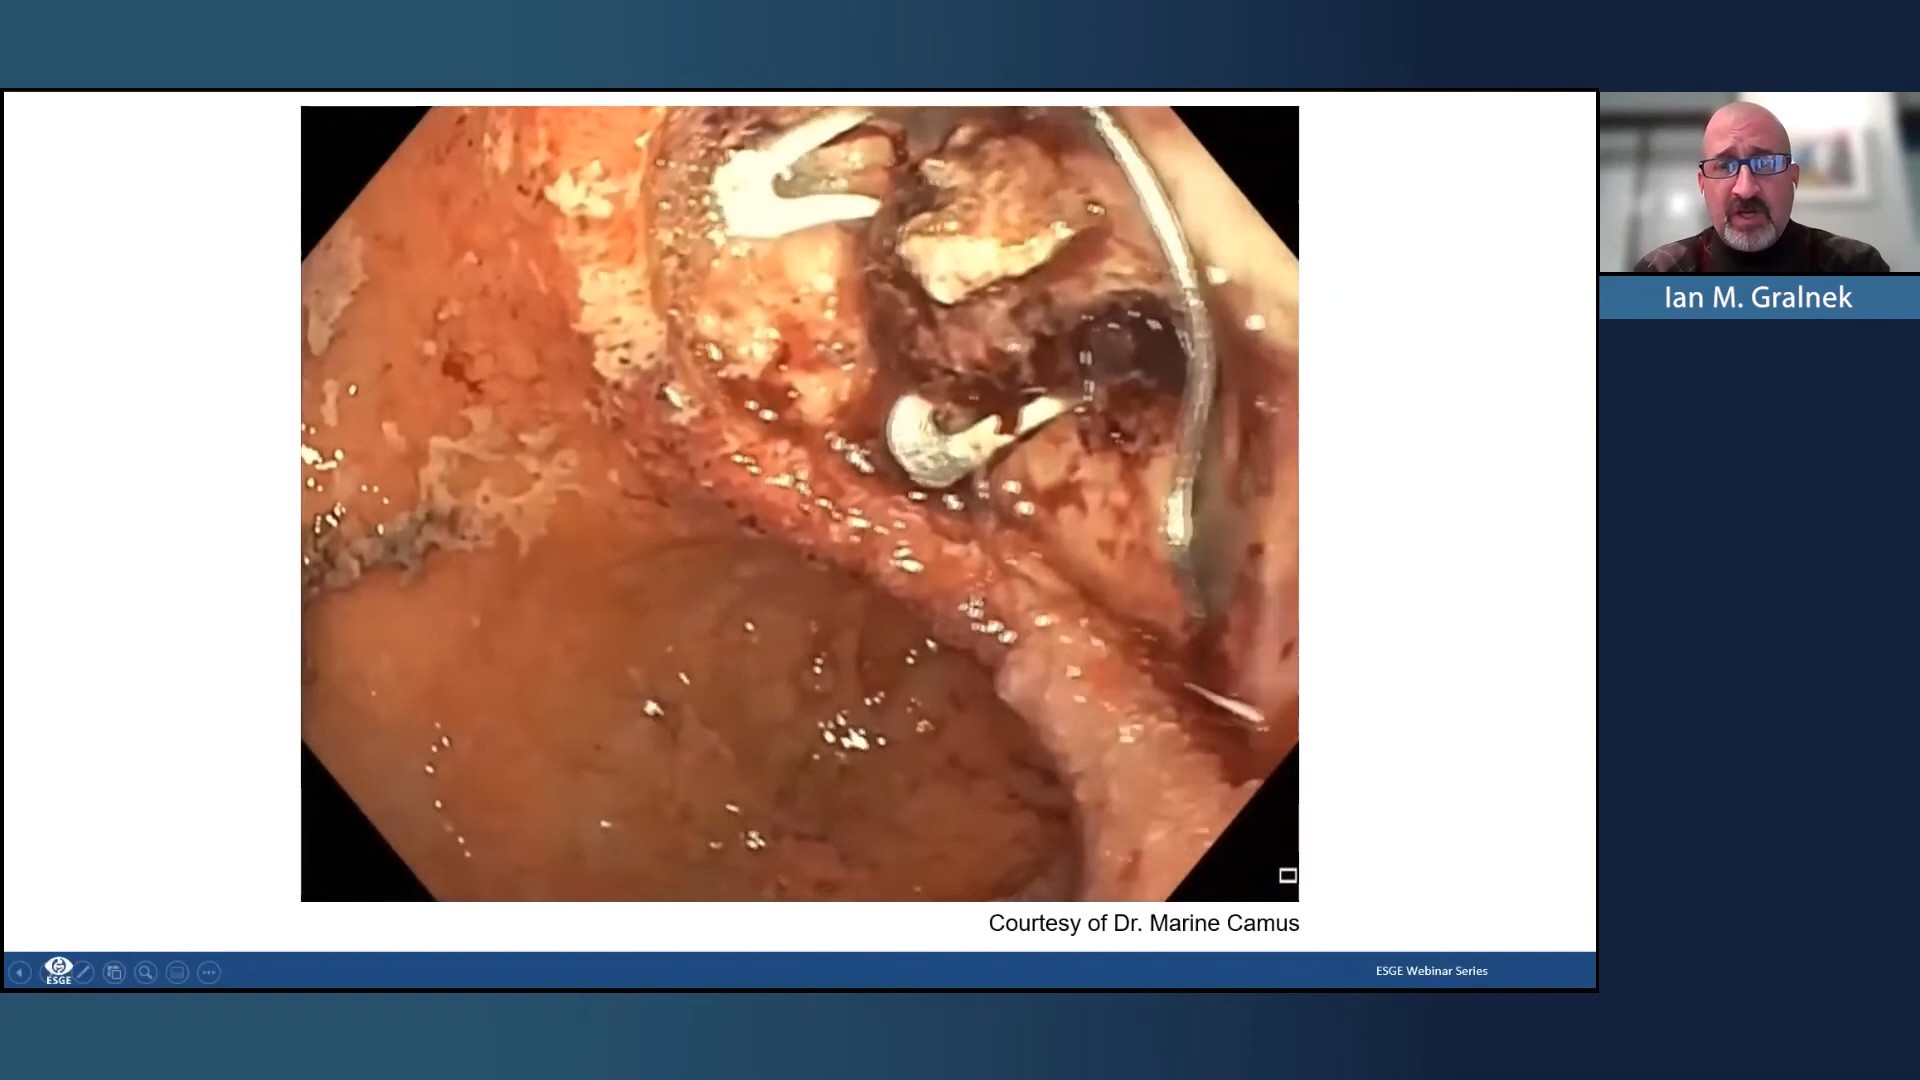 Ian M. Gralnek
Courtesy of Dr. Marine Camus
ESGE
ESGE Webinar Series